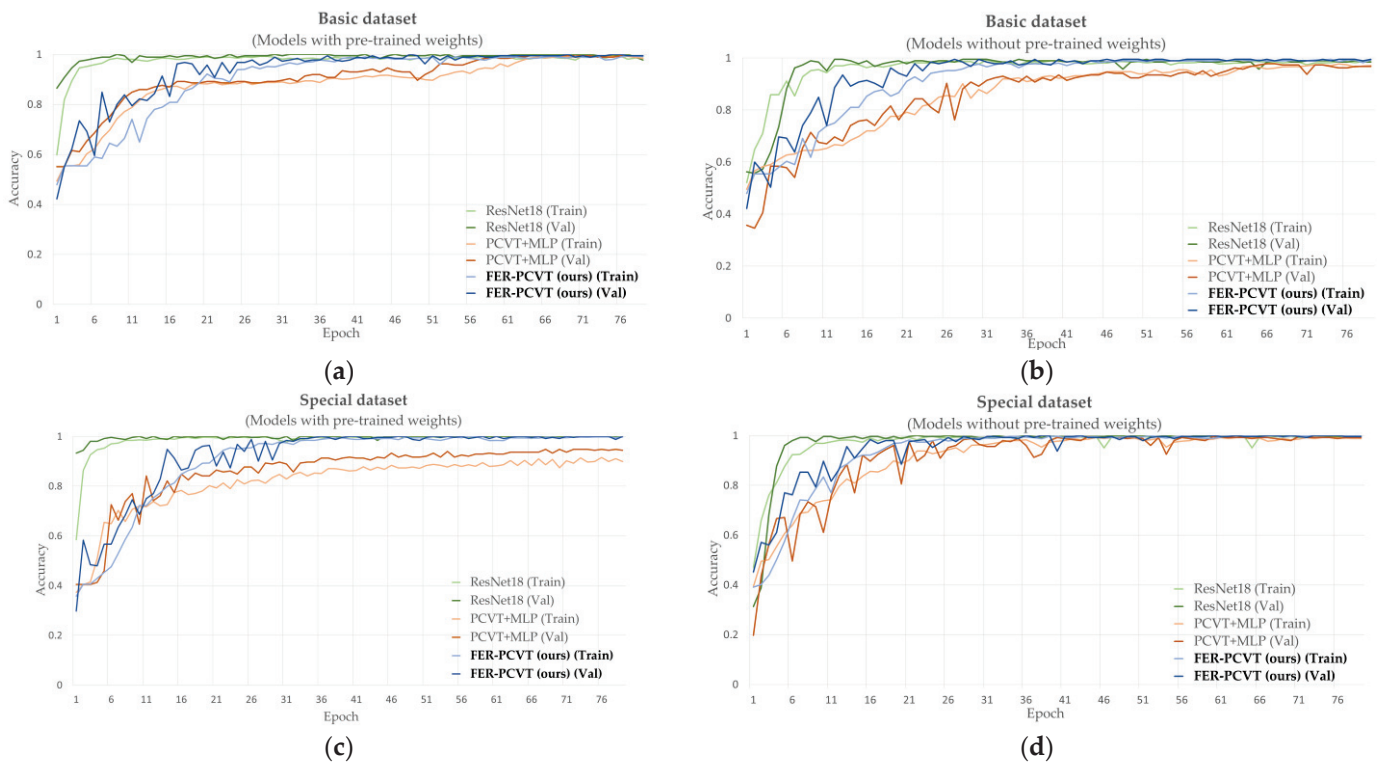 Basic dataset
(Models with pre-trained weights)
Accuracy
1
0.8
0.6
0.4
0.2
0
ResNet18 (Train)
ResNet18 (Val)
PCVT+MLP (Train)
PCVT+MLP (Val)
FER-PCVT (ours) (Train)
FER-PCVT (ours) (Val)
1 6 11 16 21 26 31 36 41 46 51 56 61 66 71 76
Epoch
(a)
Basic dataset
(Models without pre-trained weights)
Accuracy
1
0.8
0.6
0.4
0.2
0
ResNet18 (Train)
ResNet18 (Val)
PCVT+MLP (Train)
PCVT+MLP (Val)
FER-PCVT (ours) (Train)
FER-PCVT (ours) (Val)
1 6 11 16 21 26 31 36 41 46 51 56 61 66 71 76
Epoch
(b)
Special dataset
(Models with pre-trained weights)
Accuracy
1
0.8
0.6
0.4
0.2
0
ResNet18 (Train)
ResNet18 (Val)
PCVT+MLP (Train)
PCVT+MLP (Val)
FER-PCVT (ours) (Train)
FER-PCVT (ours) (Val)
1 6 11 16 21 26 31 36 41 46 51 56 61 66 71 76
Epoch
(c)
Special dataset
(Models without pre-trained weights)
Accuracy
1
0.8
0.6
0.4
0.2
0
ResNet18 (Train)
ResNet18 (Val)
PCVT+MLP (Train)
PCVT+MLP (Val)
FER-PCVT (ours) (Train)
FER-PCVT (ours) (Val)
1 6 11 16 21 26 31 36 41 46 51 56 61 66 71 76
Epoch
(d)